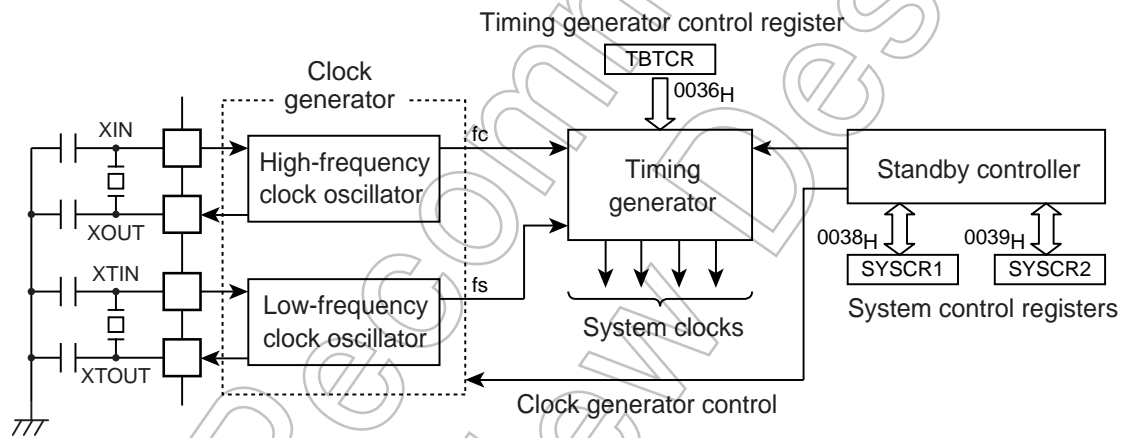 Timing generator control register
TBTCR
0036H
Clock
generator
XIN
XOUT
XTIN
XTOUT
High-frequency
clock oscillator
Low-frequency
clock oscillator
fc
fs
Timing
generator
System clocks
Standby controller
0038H
0039H
SYSCR1
SYSCR2
System control registers
Clock generator control